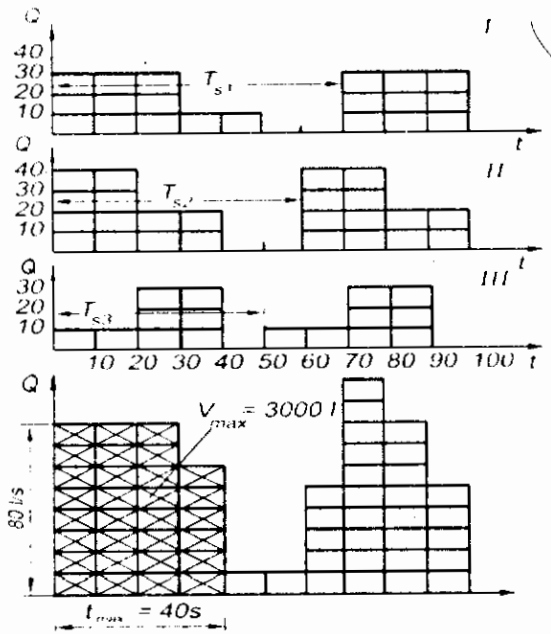 Q
I
40
30
20
10
T s1
t
Q
II
40
30
20
10
T s2
t
Q
III
30
20
10
T s3
10 20 30 40 50 60 70 80 90 100 t
Q
V max = 3000 l
80 l/s
t max = 40s
t